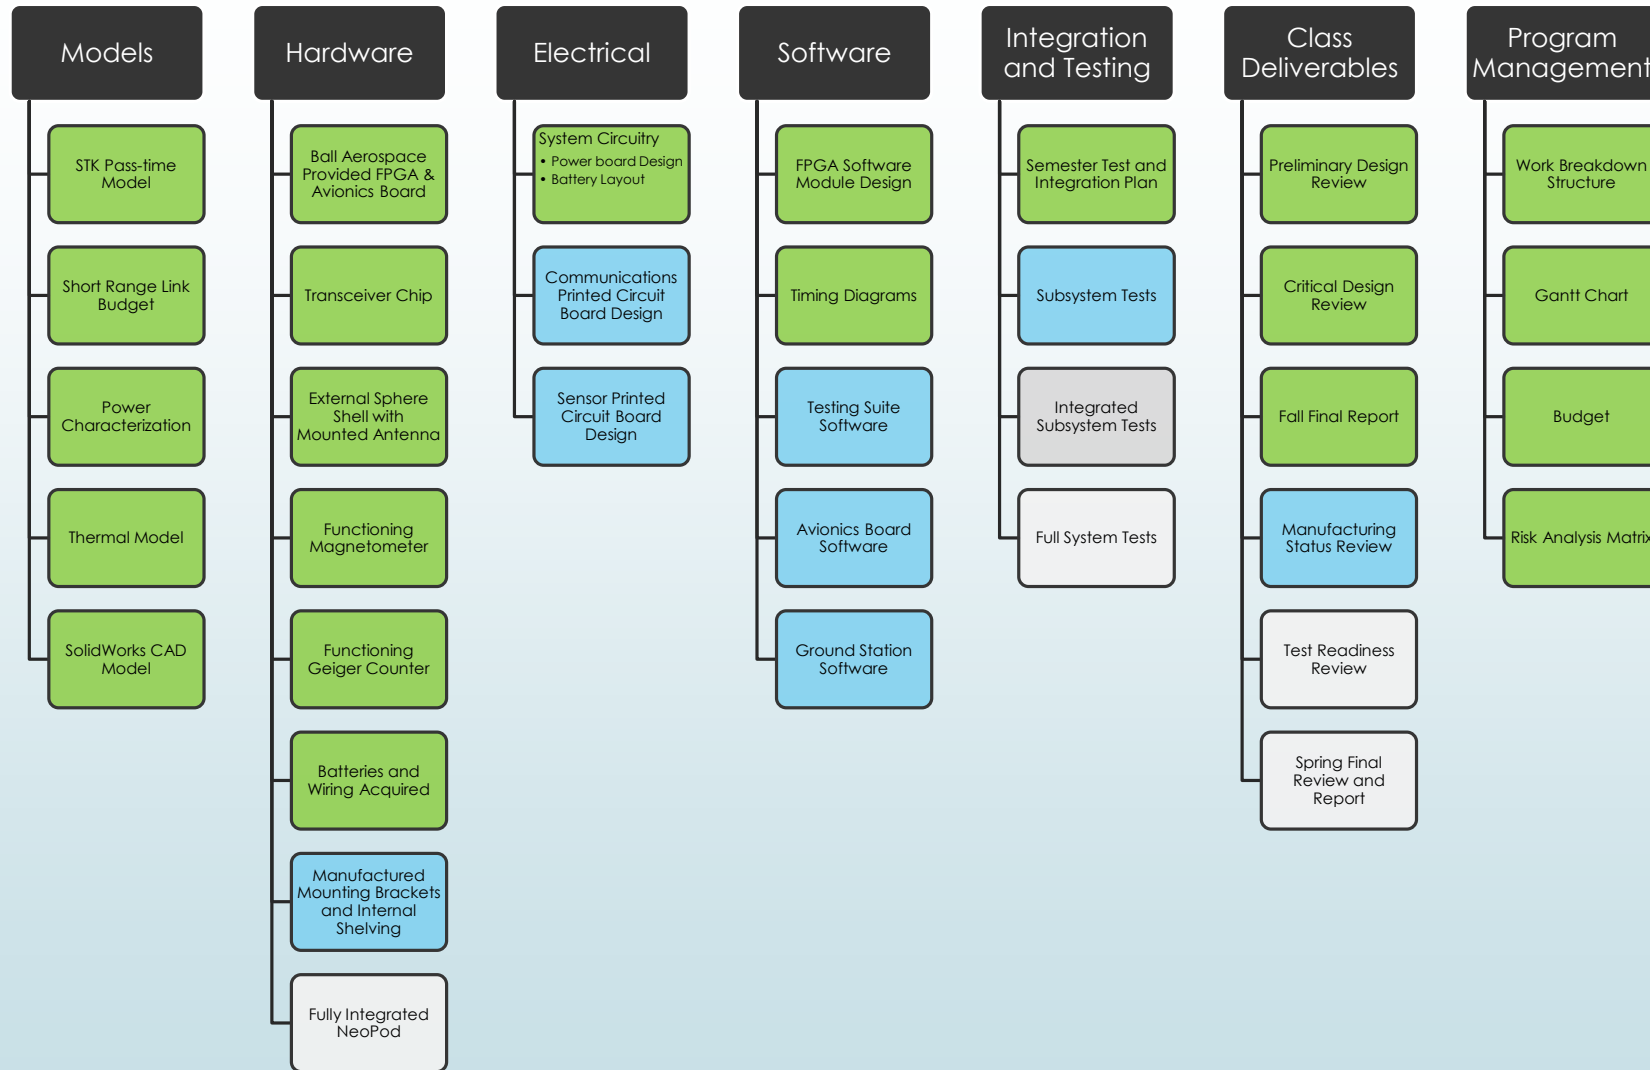 Models
STK Pass-time
Model
Short Range Link
Budget
Power
Characterization
Thermal Model
SolidWorks CAD
Model
Hardware
Ball Aerospace
Provided FPGA &
Avionics Board
Transceiver Chip
External Sphere
Shell with
Mounted Antenna
Functioning
Magnetometer
Functioning
Geiger Counter
Batteries and
Wiring Acquired
Manufactured
Mounting Brackets
and Internal
Shelving
Fully Integrated
NeoPod
Electrical
System Circuitry
• Power board Design
• Battery Layout
Communications
Printed Circuit
Board Design
Sensor Printed
Circuit Board
Design
Software
FPGA Software
Module Design
Timing Diagrams
Testing Suite
Software
Avionics Board
Software
Ground Station
Software
Integration
and Testing
Semester Test and
Integration Plan
Subsystem Tests
Integrated
Subsystem Tests
Full System Tests
Class
Deliverables
Preliminary Design
Review
Critical Design
Review
Fall Final Report
Manufacturing
Status Review
Test Readiness
Review
Spring Final
Review and
Report
Program
Management
Work Breakdown
Structure
Gantt Chart
Budget
Risk Analysis Matrix